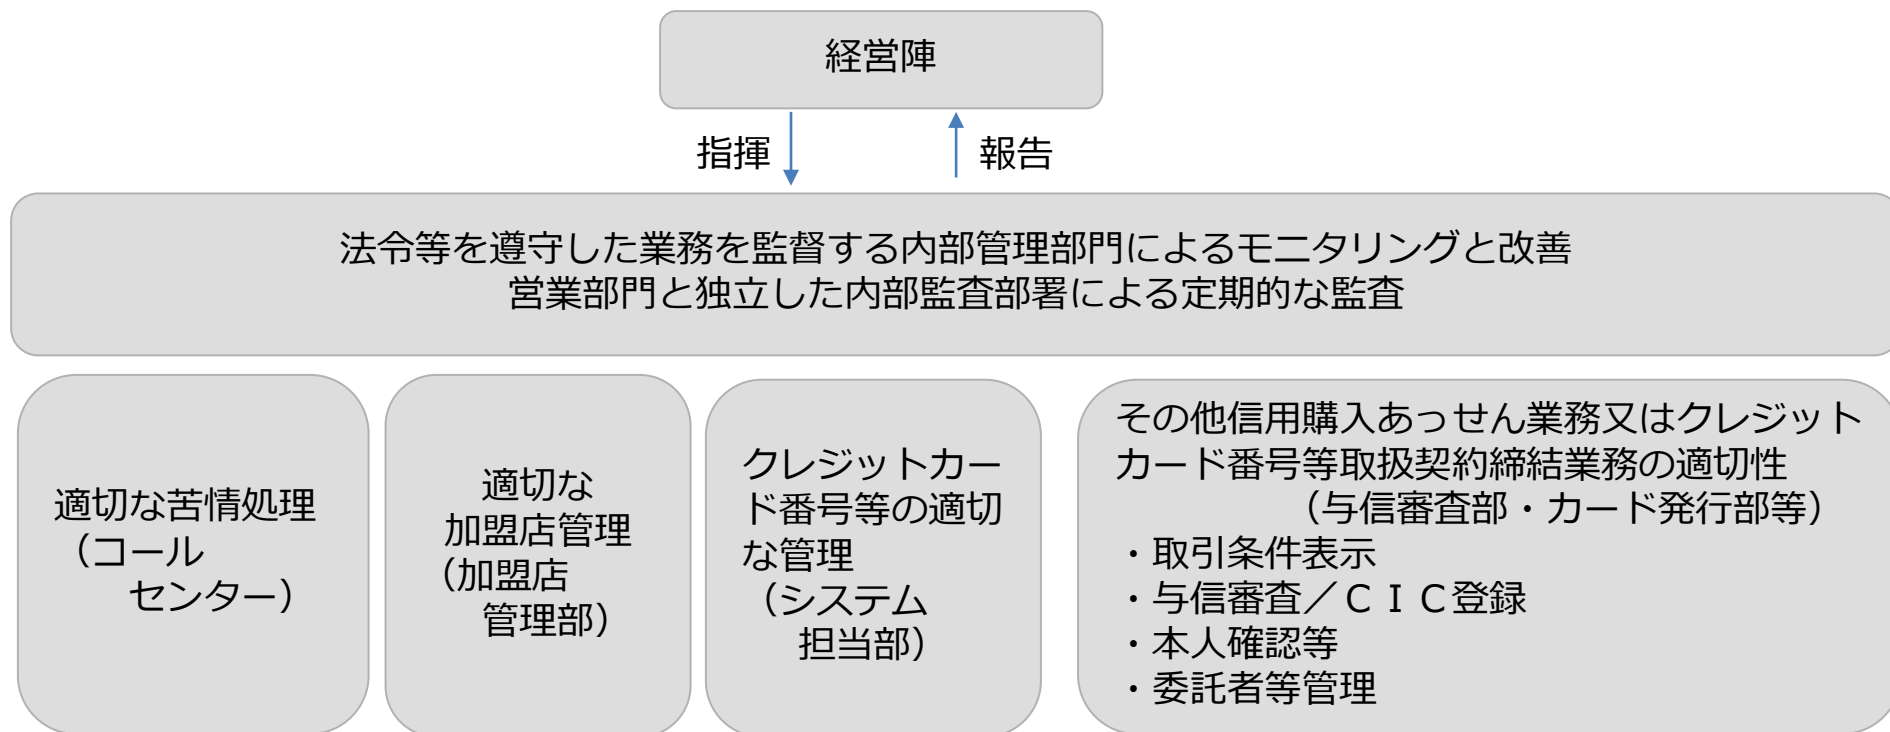 経営陣
指揮
報告
法令等を遵守した業務を監督する内部管理部門によるモニタリングと改善
営業部門と独立した内部監査部署による定期的な監査
適切な苦情処理
（コール
センター）
適切な
加盟店管理
（加盟店
管理部）
クレジットカー
ド番号等の適切
な管理
（システム
担当部）
その他信用購入あっせん業務又はクレジット
カード番号等取扱契約締結業務の適切性
（与信審査部・カード発行部等）
・取引条件表示
・与信審査／ＣＩＣ登録
・本人確認等
・委託者等管理